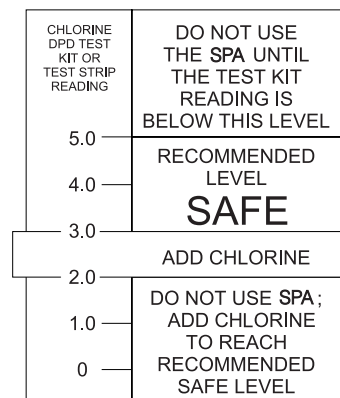 CHLORINE
DPD TEST
KIT OR
TEST STRIP
READING
DO NOT USE
THE SPA UNTIL
THE TEST KIT
READING IS
BELOW THIS LEVEL
5.0
RECOMMENDED
LEVEL
4.0
SAFE
3.0
ADD CHLORINE
2.0
DO NOT USE SPA;
1.0
ADD CHLORINE
TO REACH
RECOMMENDED
0
SAFE LEVEL